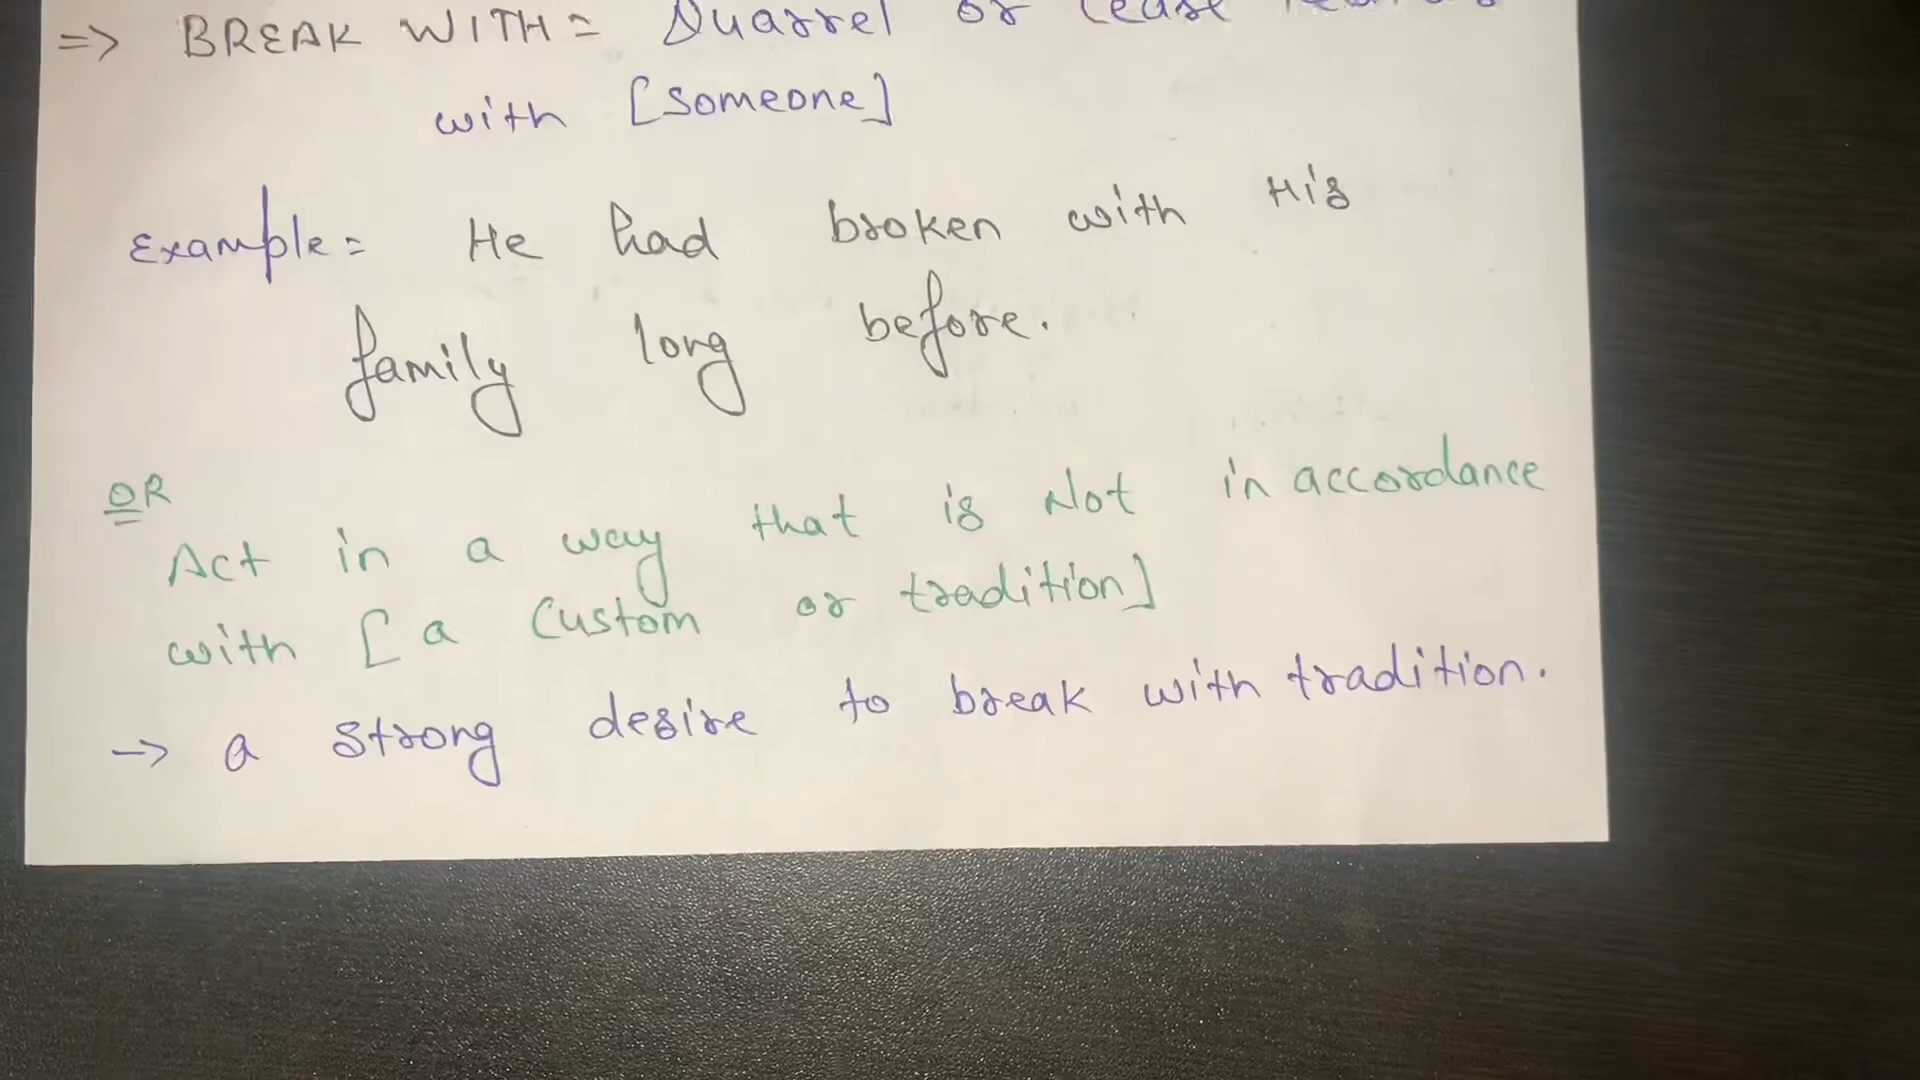 => BREAK WITH = Quarrel or cease
with [someone]
Example = He had broken with His
family long before.
OR
Act in a way that is Not in accordance
with [a Custom or tradition]
-> a strong desire to break with tradition.